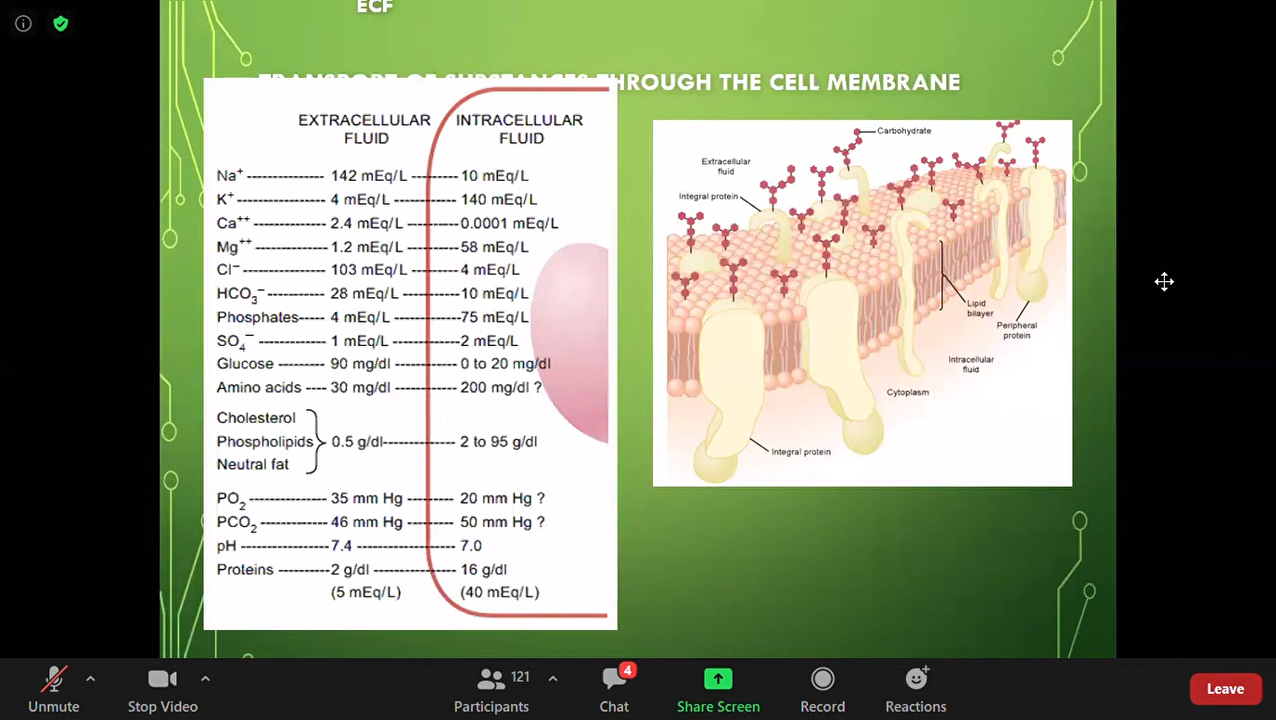 ECF
TRANSPORT OF SUBSTANCES THROUGH THE CELL MEMBRANE
EXTRACELLULAR FLUID
INTRACELLULAR FLUID
Na+ 142 mEq/L 10 mEq/L
K+ 4 mEq/L 140 mEq/L
Ca++ 2.4 mEq/L 0.0001 mEq/L
Mg++ 1.2 mEq/L 58 mEq/L
Cl− 103 mEq/L 4 mEq/L
HCO3− 28 mEq/L 10 mEq/L
Phosphates 4 mEq/L 75 mEq/L
SO4− 1 mEq/L 2 mEq/L
Glucose 90 mg/dl 0 to 20 mg/dl
Amino acids 30 mg/dl 200 mg/dl ?
Cholesterol
Phospholipids 0.5 g/dl 2 to 95 g/dl
Neutral fat
PO2 35 mm Hg 20 mm Hg ?
PCO2 46 mm Hg 50 mm Hg ?
pH 7.4 7.0
Proteins 2 g/dl 16 g/dl
(5 mEq/L) (40 mEq/L)
Carbohydrate
Extracellular
fluid
Integral protein
Lipid
bilayer
Peripheral
protein
Intracellular
fluid
Cytoplasm
Integral protein
Unmute
Stop Video
121
Participants
4
Chat
Share Screen
Record
Reactions
Leave